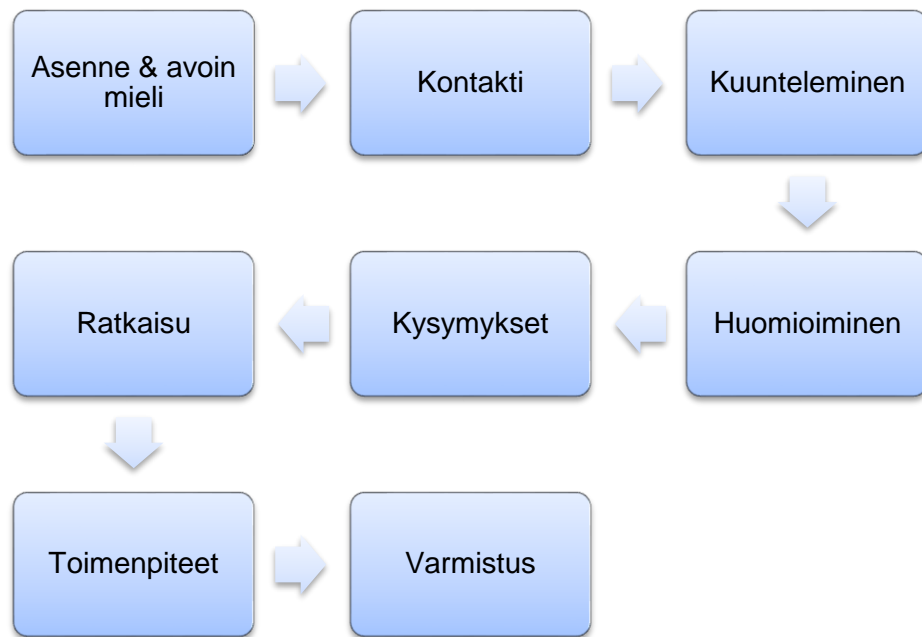 Asenne & avoin
mieli
Kontakti
Kuunteleminen
Huomioiminen
Kysymykset
Ratkaisu
Toimenpiteet
Varmistus